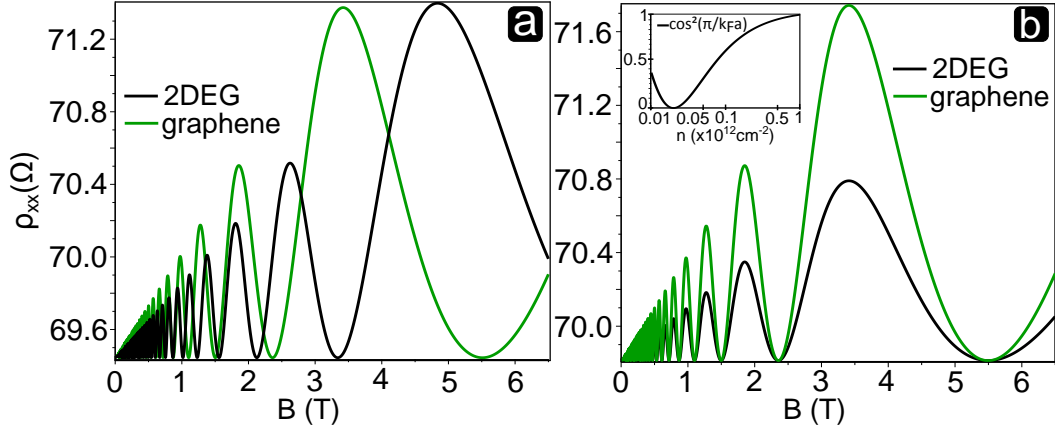 a
71.2
70.8
70.4
70.0
69.6
ρxx(Ω)
2DEG
graphene
0 1 2 3 4 5 6
B (T)
b
71.6
71.2
70.8
70.4
70.0
2DEG
graphene
1
0.5
0
cos²(π/kFa)
0.01 0.05 0.1 0.5 1
n (x10¹²cm⁻²)
0 1 2 3 4 5 6
B (T)